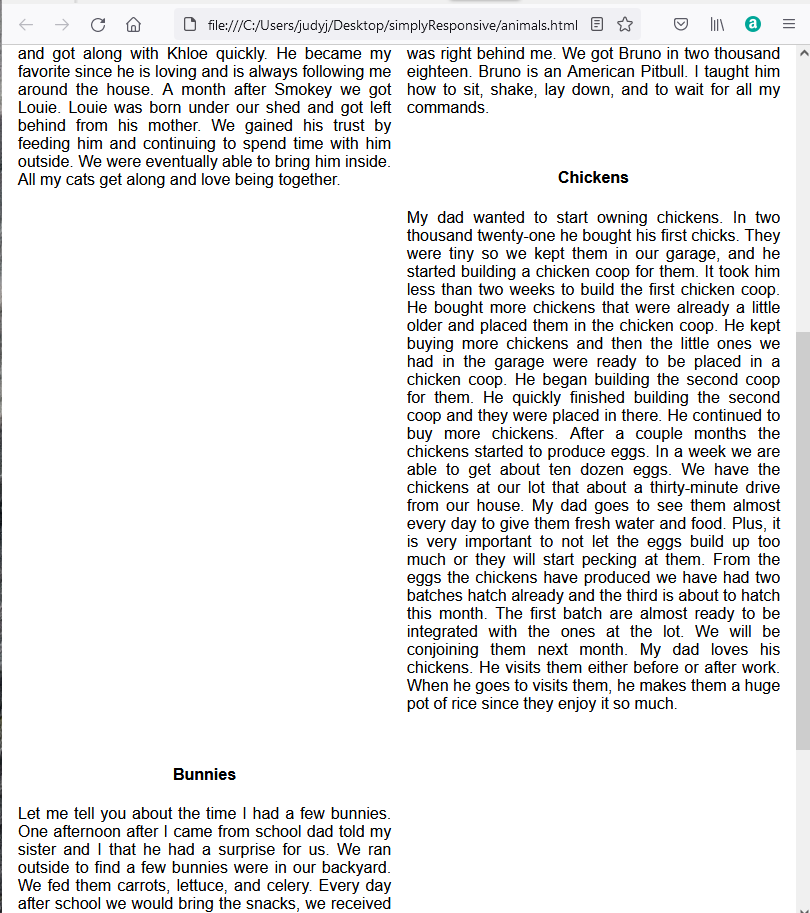 file:///C:/Users/judyj/Desktop/simplyResponsive/animals.html
a
and got along with Khloe quickly. He became my
favorite since he is loving and is always following me
around the house. A month after Smokey we got
Louie. Louie was born under our shed and got left
behind from his mother. We gained his trust by
feeding him and continuing to spend time with him
outside. We were eventually able to bring him inside.
All my cats get along and love being together.
was right behind me. We got Bruno in two thousand
eighteen. Bruno is an American Pitbull. I taught him
how to sit, shake, lay down, and to wait for all my
commands.
Chickens
My dad wanted to start owning chickens. In two
thousand twenty-one he bought his first chicks. They
were tiny so we kept them in our garage, and he
started building a chicken coop for them. It took him
less than two weeks to build the first chicken coop.
He bought more chickens that were already a little
older and placed them in the chicken coop. He kept
buying more chickens and then the little ones we
had in the garage were ready to be placed in a
chicken coop. He began building the second coop
for them. He quickly finished building the second
coop and they were placed in there. He continued to
buy more chickens. After a couple months the
chickens started to produce eggs. In a week we are
able to get about ten dozen eggs. We have the
chickens at our lot that about a thirty-minute drive
from our house. My dad goes to see them almost
every day to give them fresh water and food. Plus, it
is very important to not let the eggs build up too
much or they will start pecking at them. From the
eggs the chickens have produced we have had two
batches hatch already and the third is about to hatch
this month. The first batch are almost ready to be
integrated with the ones at the lot. We will be
conjoining them next month. My dad loves his
chickens. He visits them either before or after work.
When he goes to visits them, he makes them a huge
pot of rice since they enjoy it so much.
Bunnies
Let me tell you about the time I had a few bunnies.
One afternoon after I came from school dad told my
sister and I that he had a surprise for us. We ran
outside to find a few bunnies were in our backyard.
We fed them carrots, lettuce, and celery. Every day
after school we would bring the snacks, we received